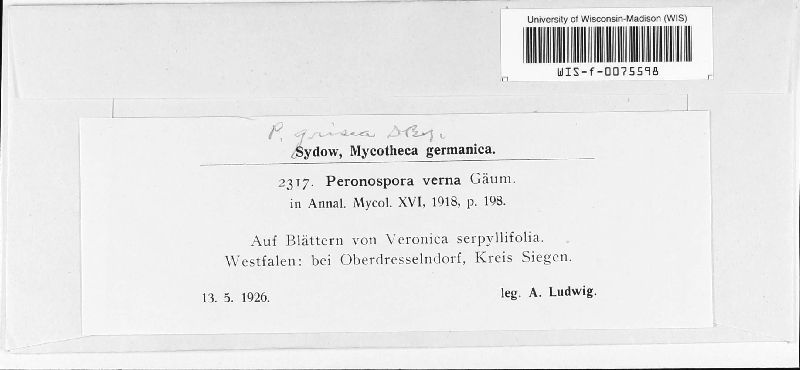 University of Wisconsin-Madison (WIS)
WIS-f-0075598
P. grisea DBy.
Sydow, Mycotheca germanica.
2317. Peronospora verna Gäum.
in Annal. Mycol. XVI, 1918, p. 198.
Auf Blättern von Veronica serpyllifolia.
Westfalen: bei Oberdresselndorf, Kreis Siegen.
13. 5. 1926.
leg. A. Ludwig.